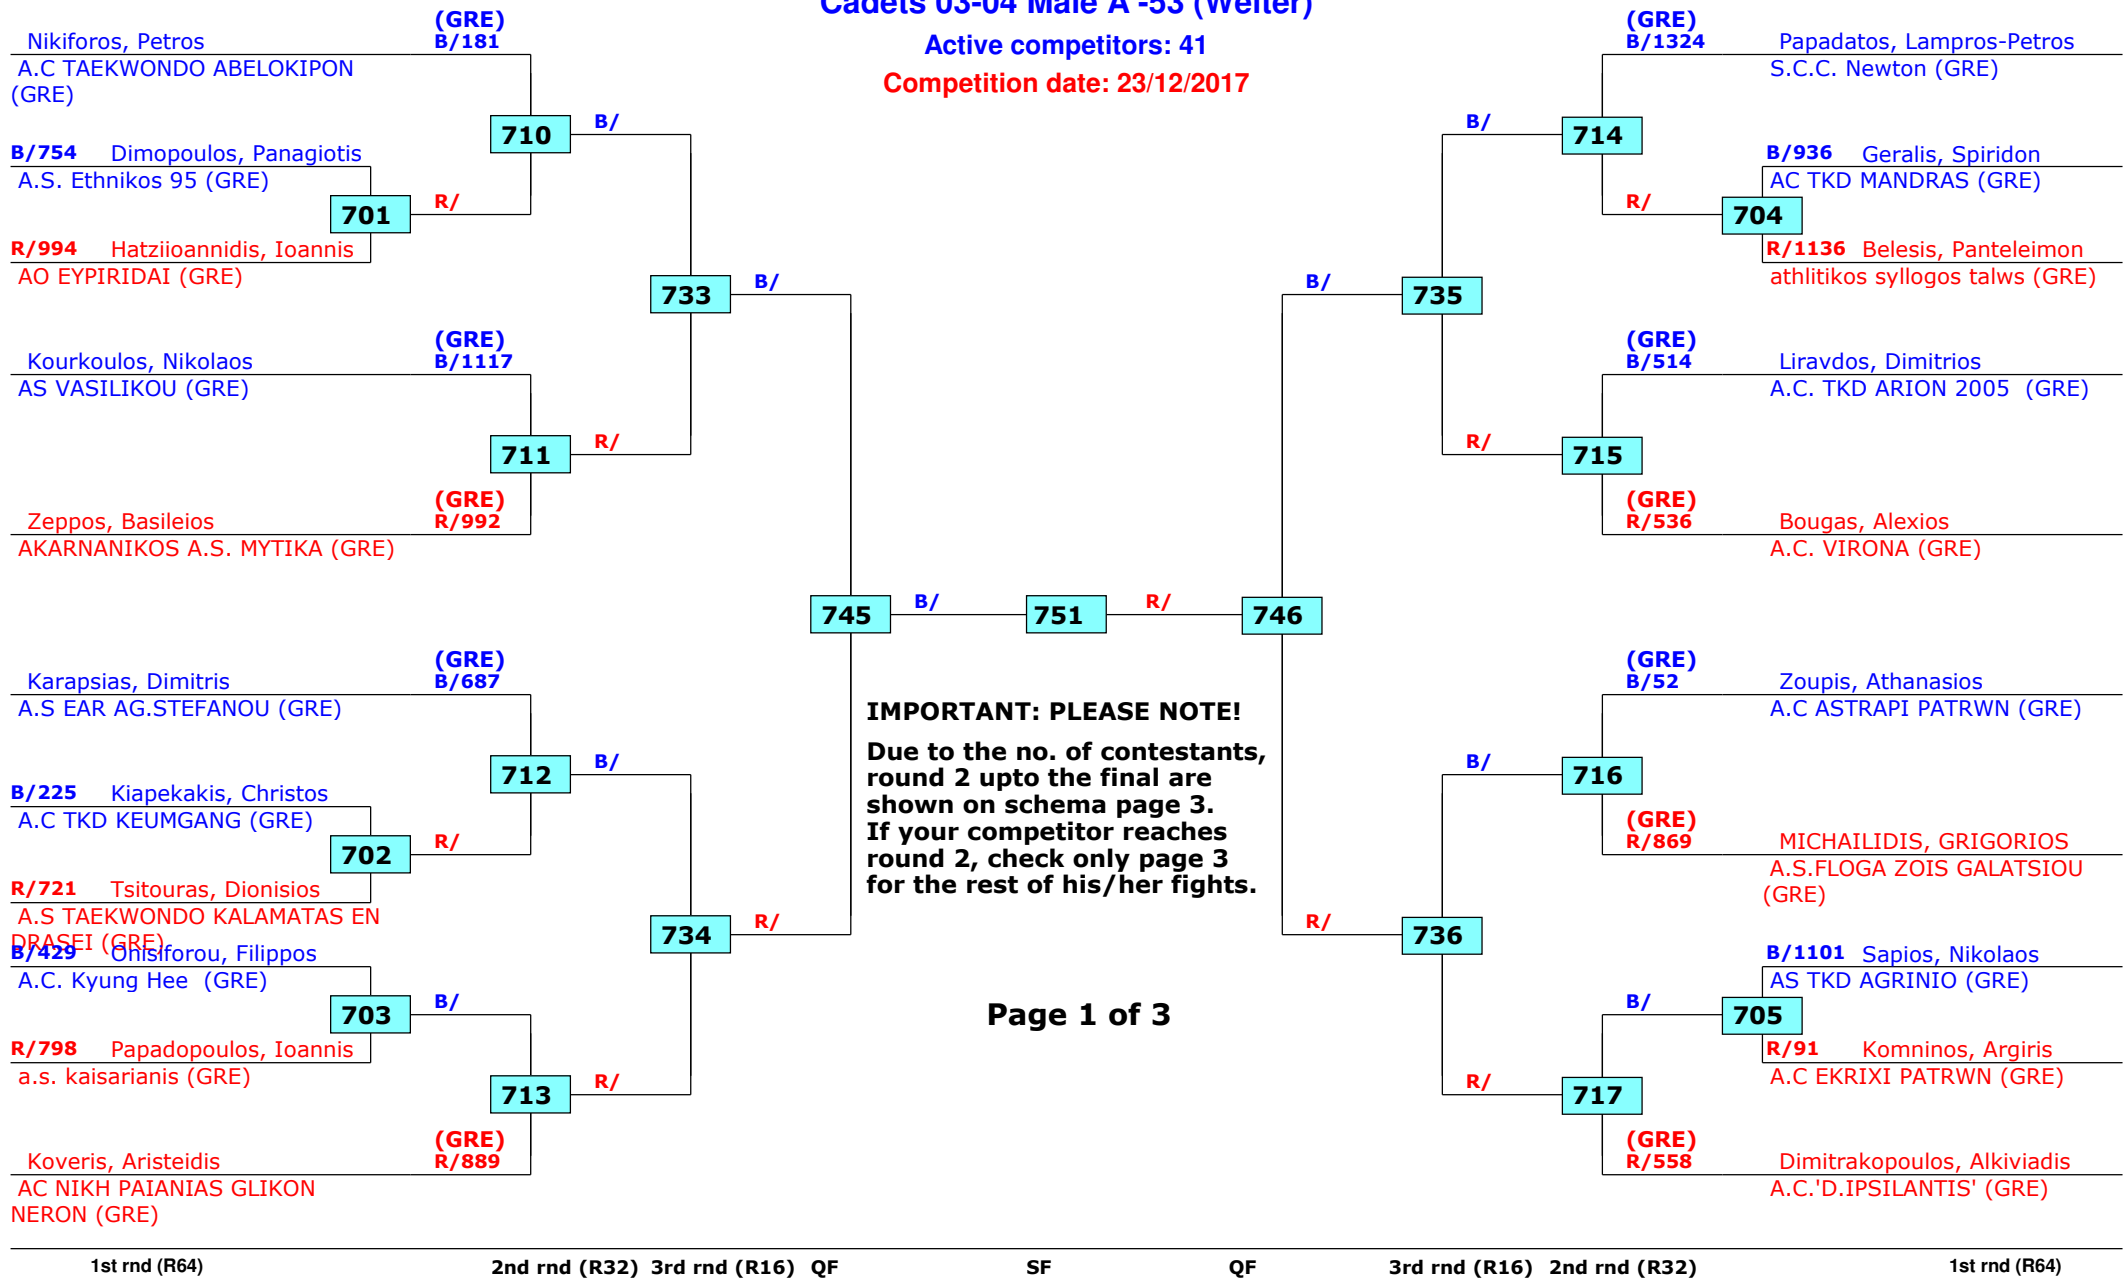 Cadets 03-04 Male A -53 (Welter)
Active competitors: 41
Competition date: 23/12/2017
(GRE)
Nikiforos, Petros B/181
A.C TAEKWONDO ABELOKIPON
(GRE)
710
B/
B/754 Dimopoulos, Panagiotis
A.S. Ethnikos 95 (GRE)
701
R/
R/994 Hatziioannidis, Ioannis
AO EYPIRIDAI (GRE)
733
B/
(GRE)
Kourkoulos, Nikolaos B/1117
AS VASILIKOU (GRE)
711
R/
(GRE)
Zeppos, Basileios R/992
AKARNANIKOS A.S. MYTIKA (GRE)
745
B/
751
R/
746
(GRE)
Karapsias, Dimitris B/687
A.S EAR AG.STEFANOU (GRE)
712
B/
B/225 Kiapekakis, Christos
A.C TKD KEUMGANG (GRE)
702
R/
R/721 Tsitouras, Dionisios
A.S TAEKWONDO KALAMATAS EN
DRASEI (GRE)
734
R/
B/429 Onisiforou, Filippos
A.C. Kyung Hee (GRE)
703
B/
R/798 Papadopoulos, Ioannis
a.s. kaisarianis (GRE)
713
R/
(GRE)
Koveris, Aristeidis R/889
AC NIKH PAIANIAS GLIKON
NERON (GRE)
IMPORTANT: PLEASE NOTE!
Due to the no. of contestants,
round 2 upto the final are
shown on schema page 3.
If your competitor reaches
round 2, check only page 3
for the rest of his/her fights.
Page 1 of 3
(GRE)
B/1324 Papadatos, Lampros-Petros
S.C.C. Newton (GRE)
B/
714
B/936 Geralis, Spiridon
AC TKD MANDRAS (GRE)
R/
704
R/1136 Belesis, Panteleimon
athlitikos syllogos talws (GRE)
B/
735
(GRE)
B/514 Liravdos, Dimitrios
A.C. TKD ARION 2005 (GRE)
R/
715
(GRE)
R/536 Bougas, Alexios
A.C. VIRONA (GRE)
(GRE)
B/52 Zoupis, Athanasios
A.C ASTRAPI PATRWN (GRE)
B/
716
(GRE)
R/869 MICHAILIDIS, GRIGORIOS
A.S.FLOGA ZOIS GALATSIOU
(GRE)
R/
736
B/1101 Sapios, Nikolaos
AS TKD AGRINIO (GRE)
B/
705
R/91 Komninos, Argiris
A.C EKRIXI PATRWN (GRE)
R/
717
(GRE)
R/558 Dimitrakopoulos, Alkiviadis
A.C.'D.IPSILANTIS' (GRE)
1st rnd (R64) 2nd rnd (R32) 3rd rnd (R16) QF SF QF 3rd rnd (R16) 2nd rnd (R32) 1st rnd (R64)